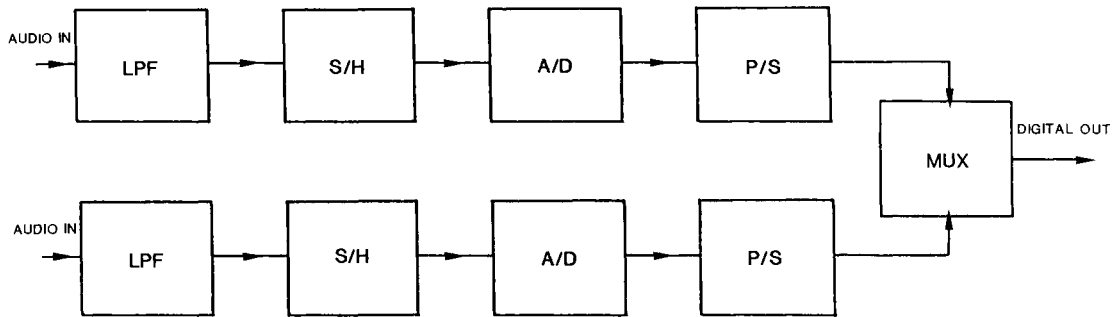 AUDIO IN
LPF
S/H
A/D
P/S
MUX
DIGITAL OUT
AUDIO IN
LPF
S/H
A/D
P/S